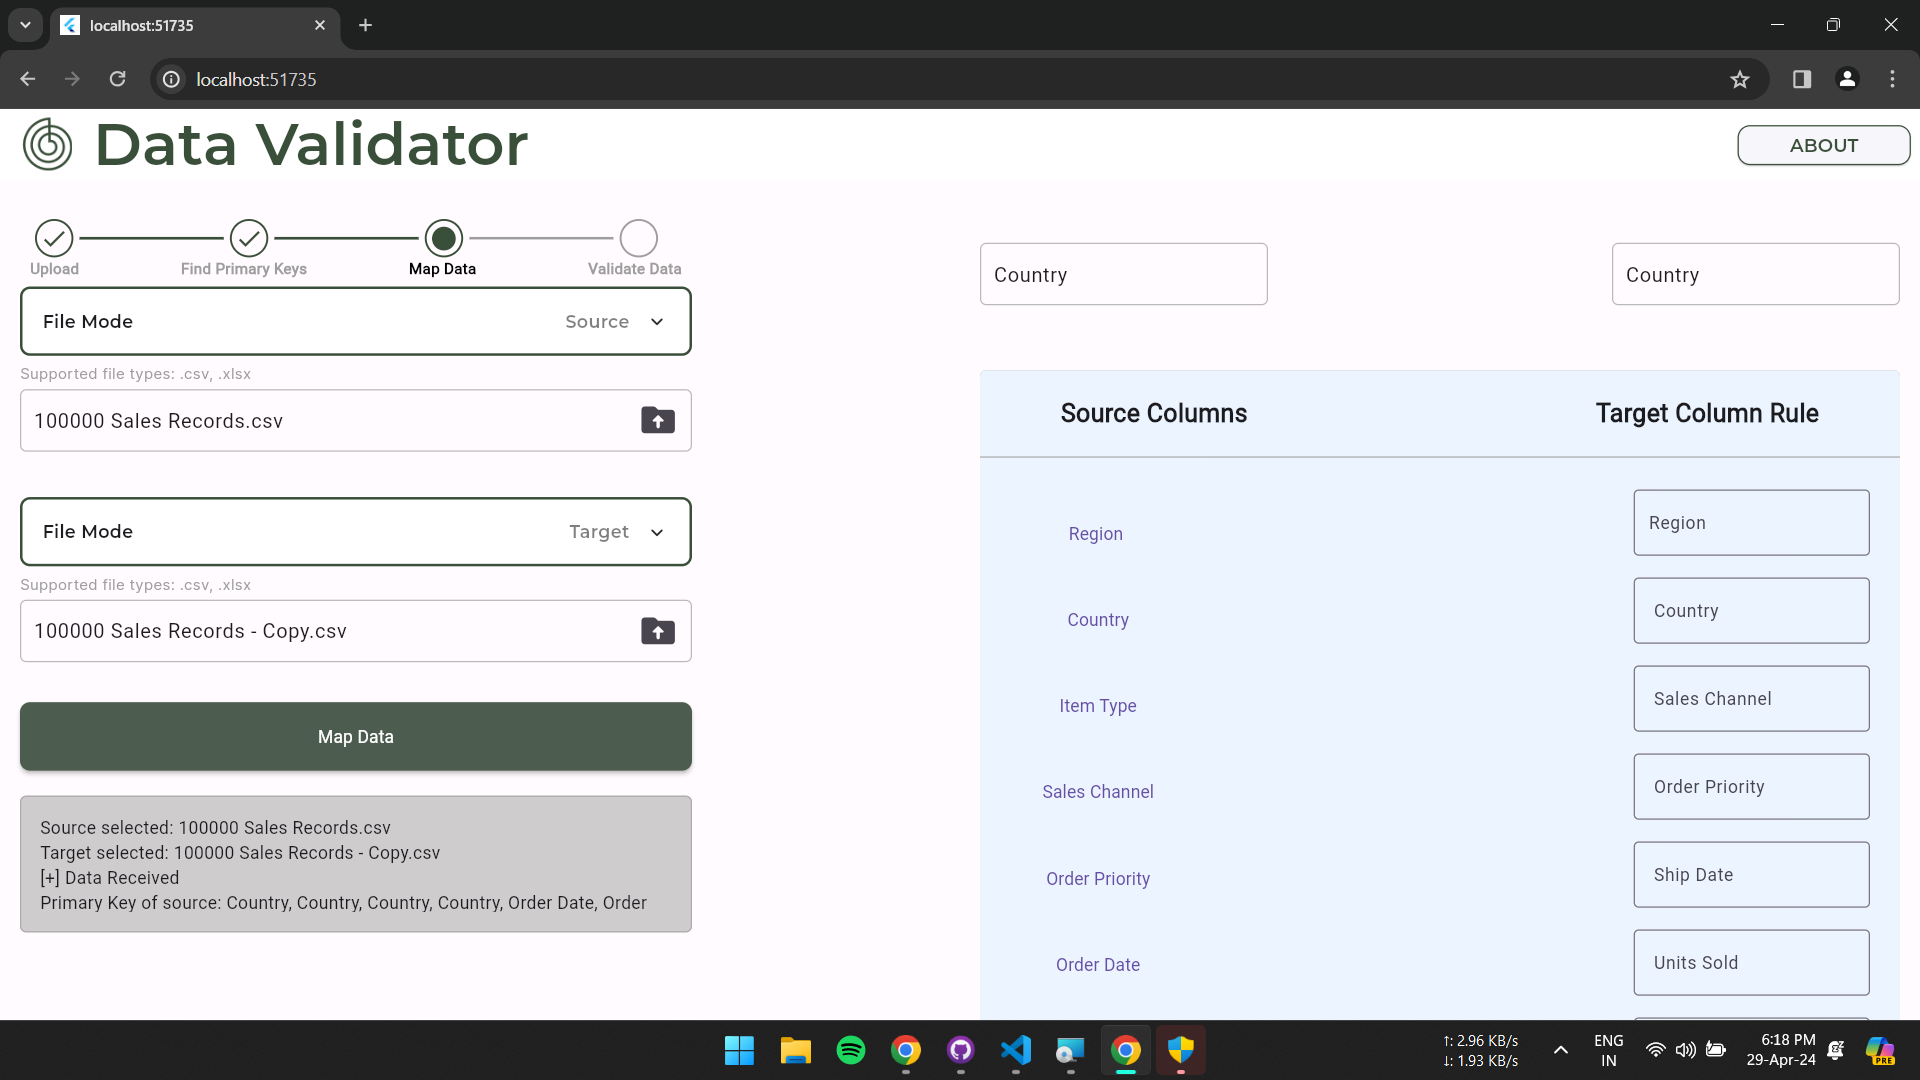 localhost:51735
localhost:51735
Data Validator
ABOUT
Upload
Find Primary Keys
Map Data
Validate Data
File Mode
Source
Supported file types: .csv, .xlsx
100000 Sales Records.csv
File Mode
Target
Supported file types: .csv, .xlsx
100000 Sales Records - Copy.csv
Map Data
Source selected: 100000 Sales Records.csv
Target selected: 100000 Sales Records - Copy.csv
[+] Data Received
Primary Key of source: Country, Country, Country, Country, Order Date, Order
Country
Country
Source Columns
Target Column Rule
Region
Region
Country
Country
Item Type
Sales Channel
Sales Channel
Order Priority
Order Priority
Ship Date
Order Date
Units Sold
↑: 2.96 KB/s
↓: 1.93 KB/s
ENG
IN
6:18 PM
29-Apr-24
PRE